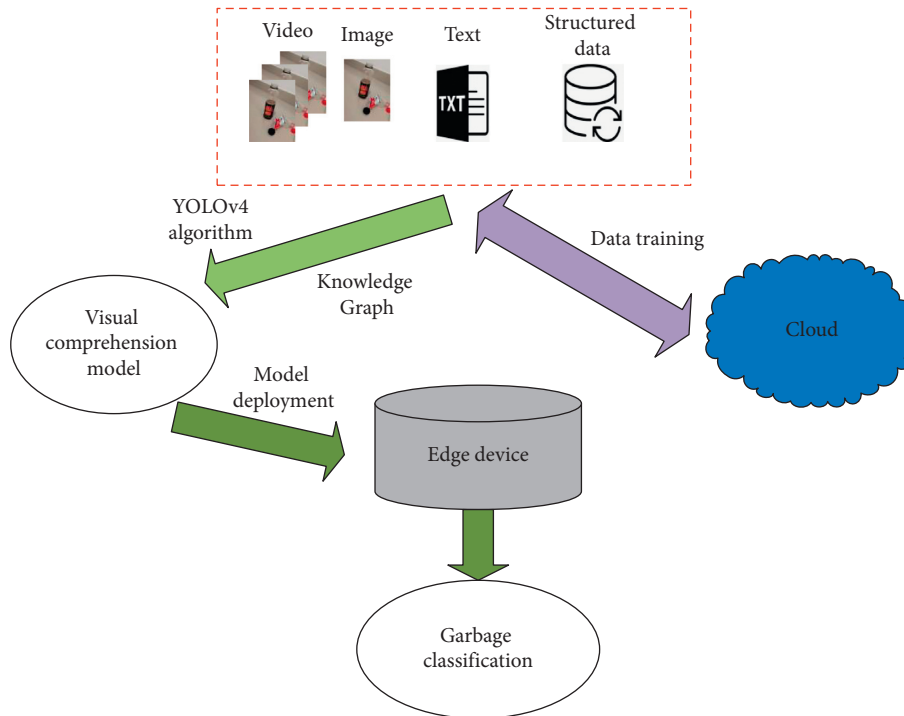 Video
Image
Text
Structured
data
TXT
YOLOv4
algorithm
Knowledge
Graph
Data training
Visual
comprehension
model
Cloud
Model
deployment
Edge device
Garbage
classification